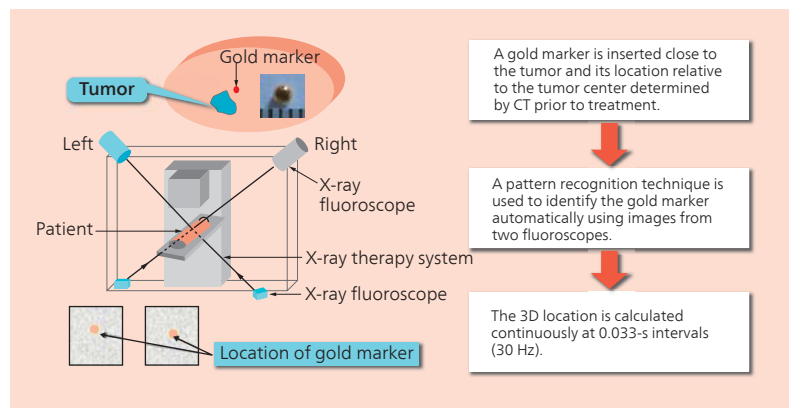 Gold marker
Tumor
Left
Right
X-ray
fluoroscope
Patient
X-ray therapy system
X-ray fluoroscope
Location of gold marker
A gold marker is inserted close to
the tumor and its location relative
to the tumor center determined
by CT prior to treatment.
A pattern recognition technique is
used to identify the gold marker
automatically using images from
two fluoroscopes.
The 3D location is calculated
continuously at 0.033-s intervals
(30 Hz).